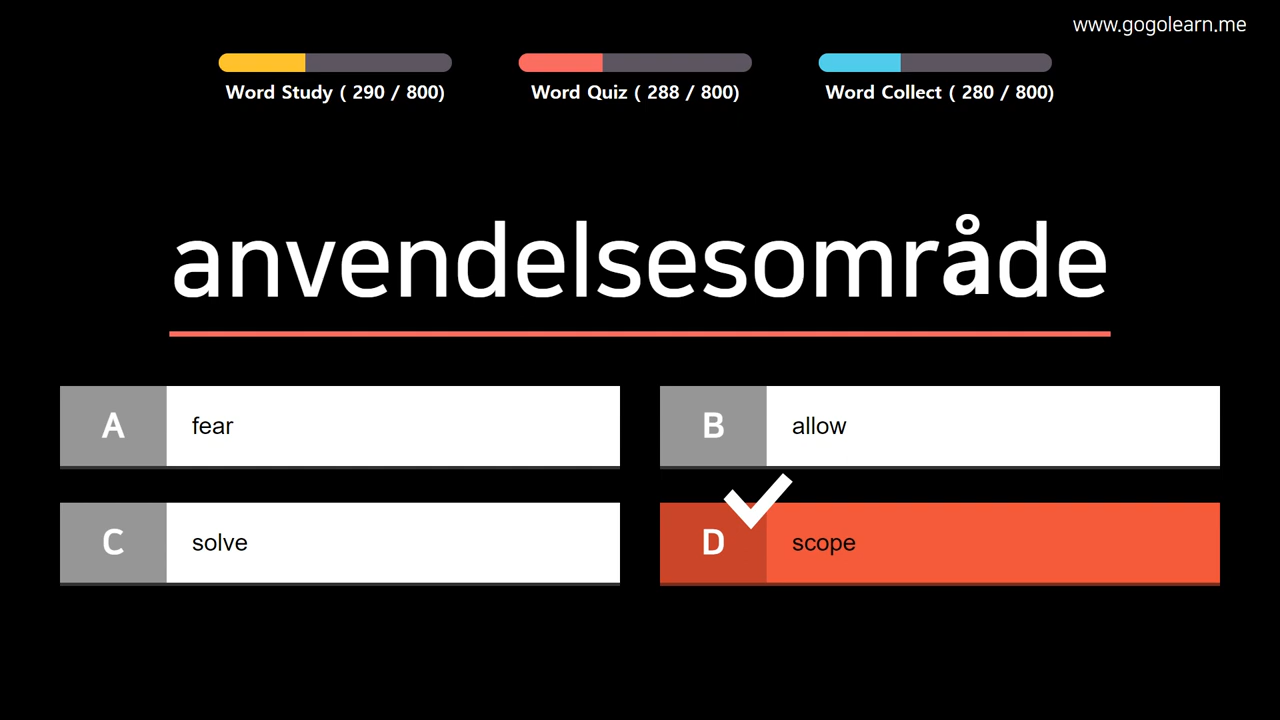 www.gogolearn.me
Word Study ( 290 / 800)
Word Quiz ( 288 / 800)
Word Collect ( 280 / 800)
anvendelsesområde
A fear
B allow
C solve
D scope